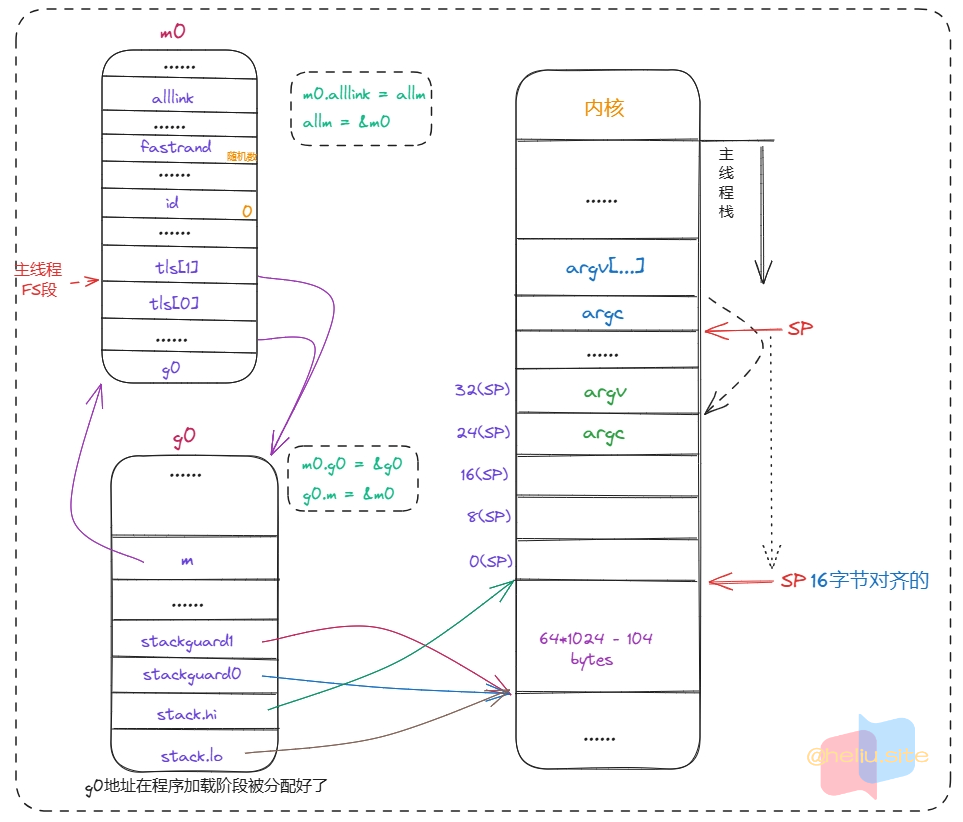 m0
......
alllink
......
fastrand
随机数
......
id
0
......
tls[1]
tls[0]
......
g0
主线程
FS段
m0.alllink = allm
allm = &m0
g0
......
m
......
stackguard1
stackguard0
stack.hi
stack.lo
m0.g0 = &g0
g0.m = &m0
g0地址在程序加载阶段被分配好了
内核
......
argv[...]
argc
......
32(SP)
argv
24(SP)
argc
16(SP)
8(SP)
0(SP)
64*1024 - 104
bytes
......
主
线
程
栈
SP
SP 16字节对齐的
@heliu.site